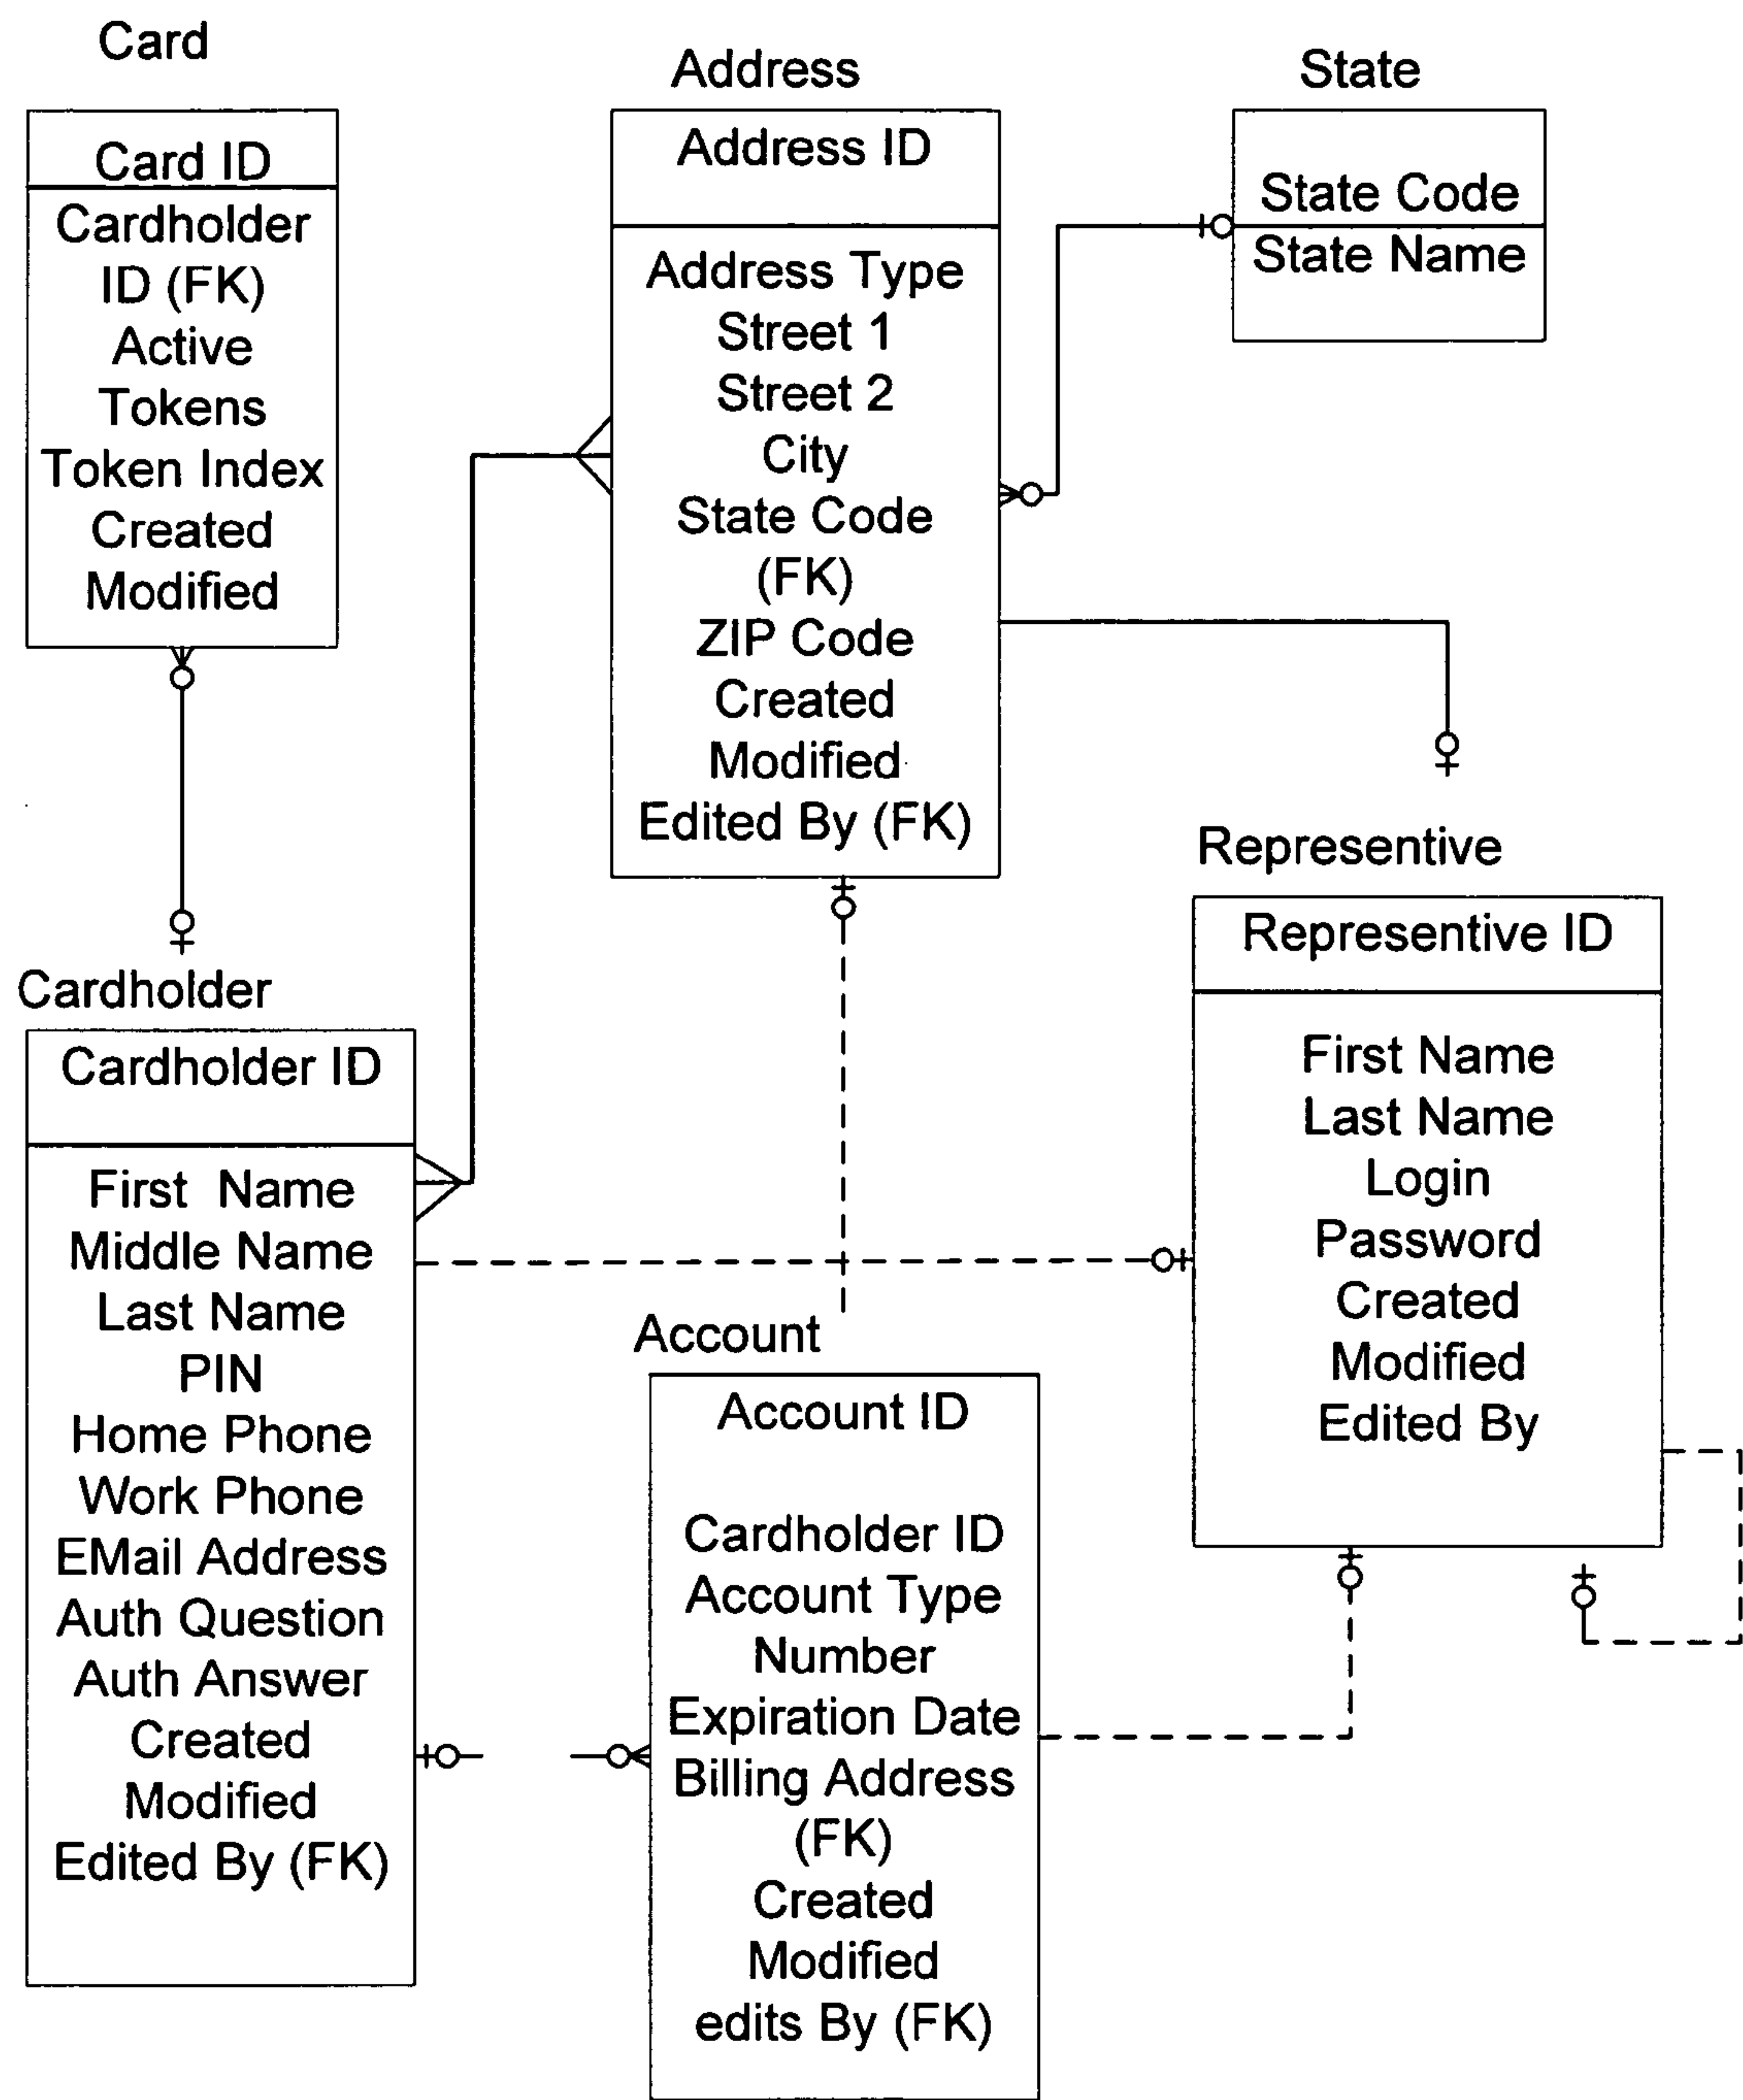 Card
Card ID
Cardholder
ID (FK)
Active
Tokens
Token Index
Created
Modified
Address
Address ID
Address Type
Street 1
Street 2
City
State Code
(FK)
ZIP Code
Created
Modified
Edited By (FK)
State
State Code
State Name
Representive
Representive ID
First Name
Last Name
Login
Password
Created
Modified
Edited By
Cardholder
Cardholder ID
First Name
Middle Name
Last Name
PIN
Home Phone
Work Phone
EMail Address
Auth Question
Auth Answer
Created
Modified
Edited By (FK)
Account
Account ID
Cardholder ID
Account Type
Number
Expiration Date
Billing Address
(FK)
Created
Modified
edits By (FK)